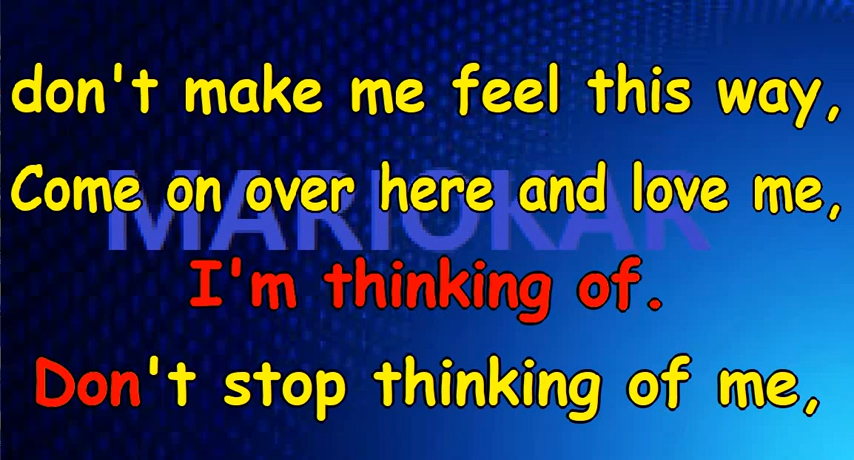 don't make me feel this way,
Come on over here and love me,
MARIOKAR
I'm thinking of.
Don't stop thinking of me,